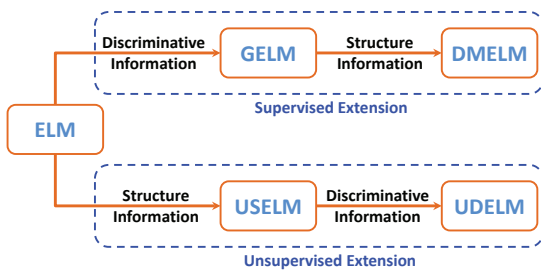 Discriminative
Information
GELM
Structure
Information
DMELM
Supervised Extension
ELM
Structure
Information
USELM
Discriminative
Information
UDELM
Unsupervised Extension